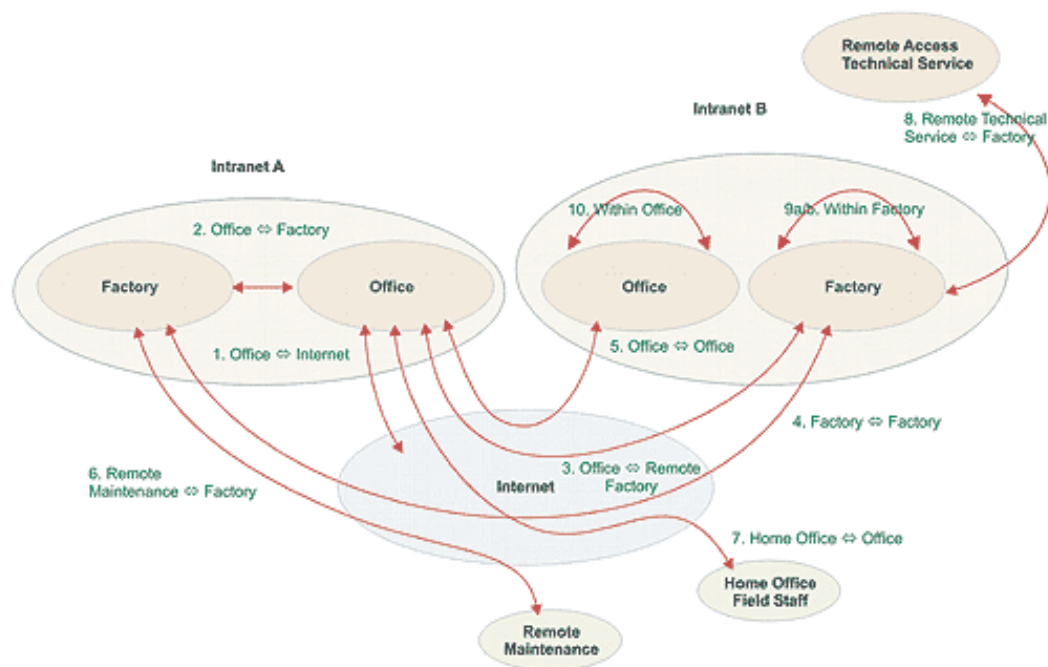 Remote Access
Technical Service
Intranet B
8. Remote Technical
Service ⇔ Factory
Intranet A
10. Within Office
9a/b. Within Factory
2. Office ⇔ Factory
Factory
Office
Office
Factory
1. Office ⇔ Internet
5. Office ⇔ Office
4. Factory ⇔ Factory
6. Remote
Maintenance ⇔ Factory
Internet
3. Office ⇔ Remote
Factory
7. Home Office ⇔ Office
Home Office
Field Staff
Remote
Maintenance